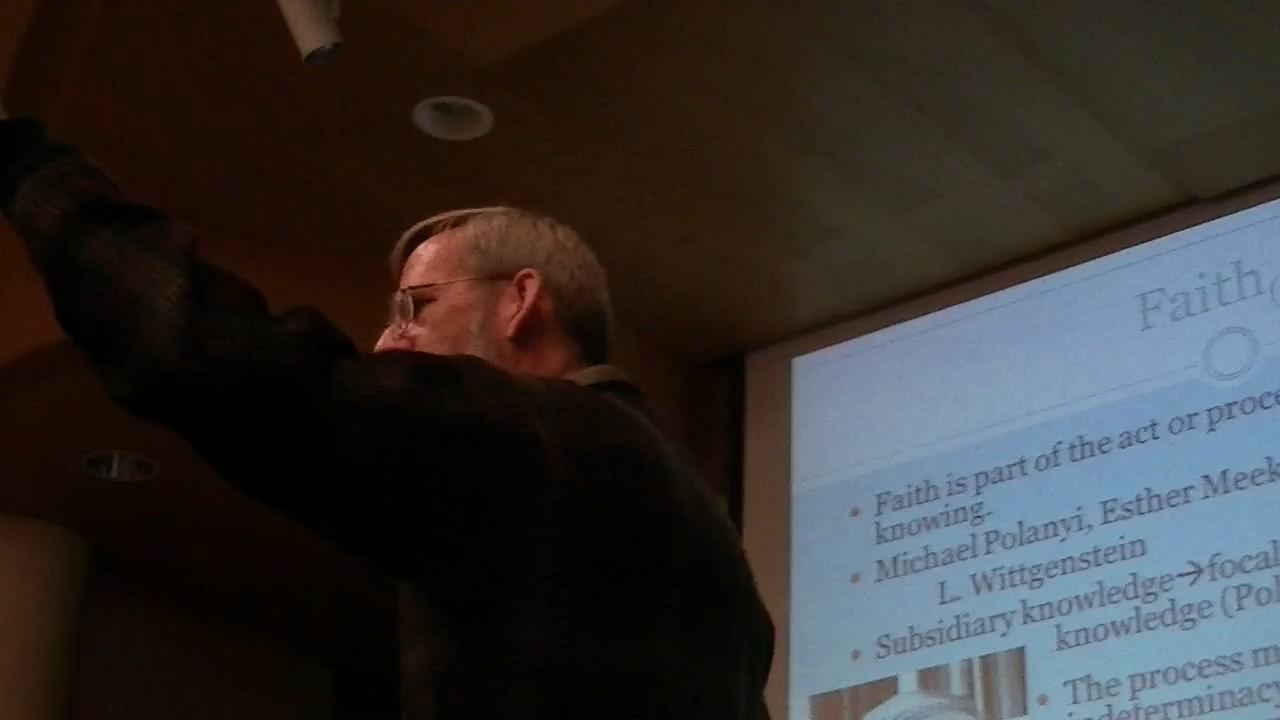 Faith
Faith is part of the act or proce
knowing.
Michael Polanyi, Esther Meek
L. Wittgenstein
Subsidiary knowledge→focal
knowledge (Pol
The process m
indeterminacy